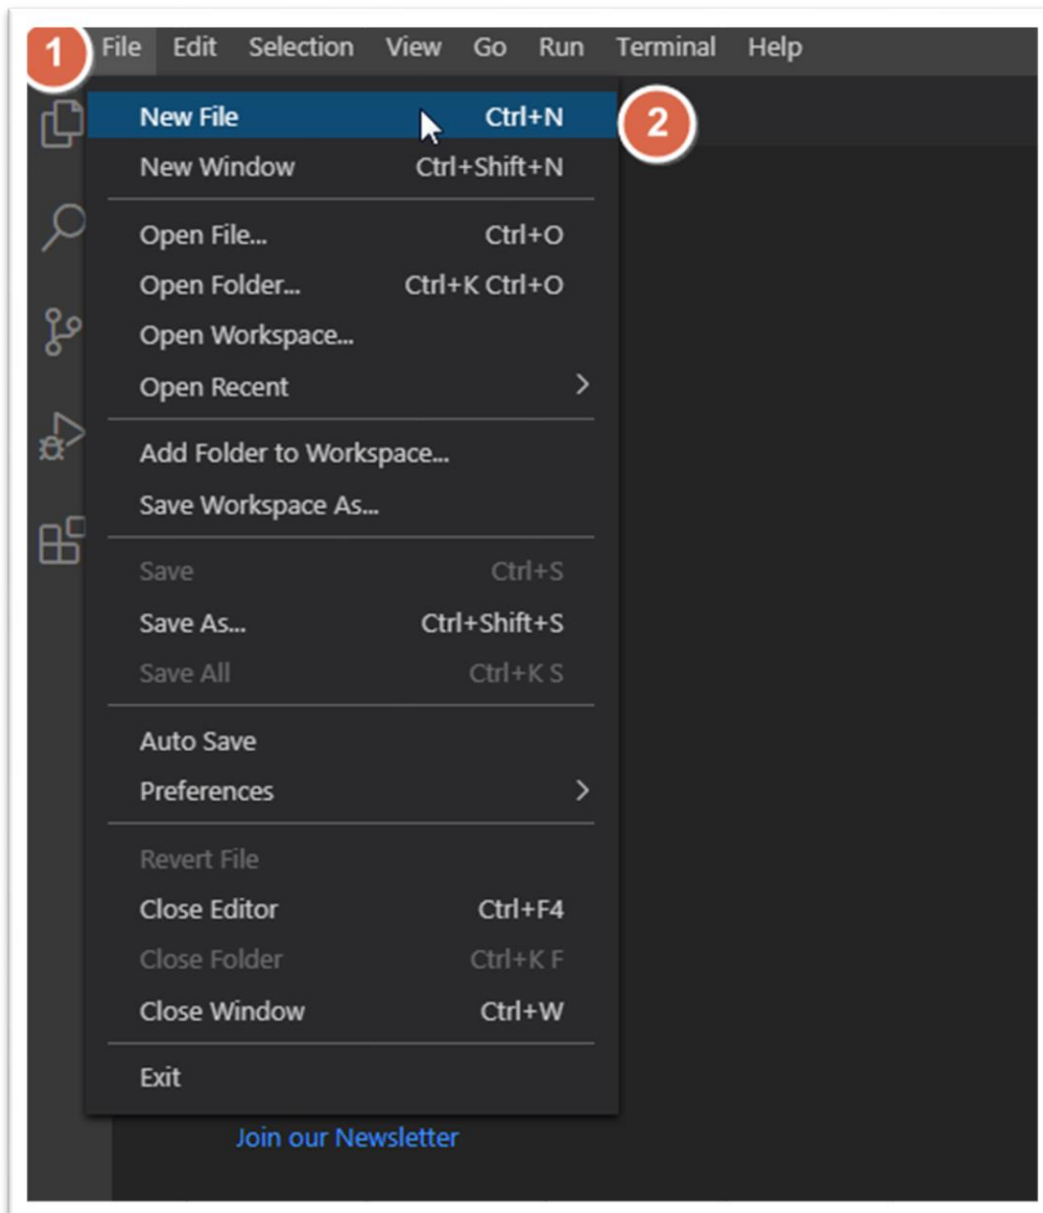 1 File Edit Selection View Go Run Terminal Help
New File Ctrl+N 2
New Window Ctrl+Shift+N
Open File... Ctrl+O
Open Folder... Ctrl+K Ctrl+O
Open Workspace...
Open Recent
Add Folder to Workspace...
Save Workspace As...
Save Ctrl+S
Save As... Ctrl+Shift+S
Save All Ctrl+K S
Auto Save
Preferences
Revert File
Close Editor Ctrl+F4
Close Folder Ctrl+K F
Close Window Ctrl+W
Exit
Join our Newsletter